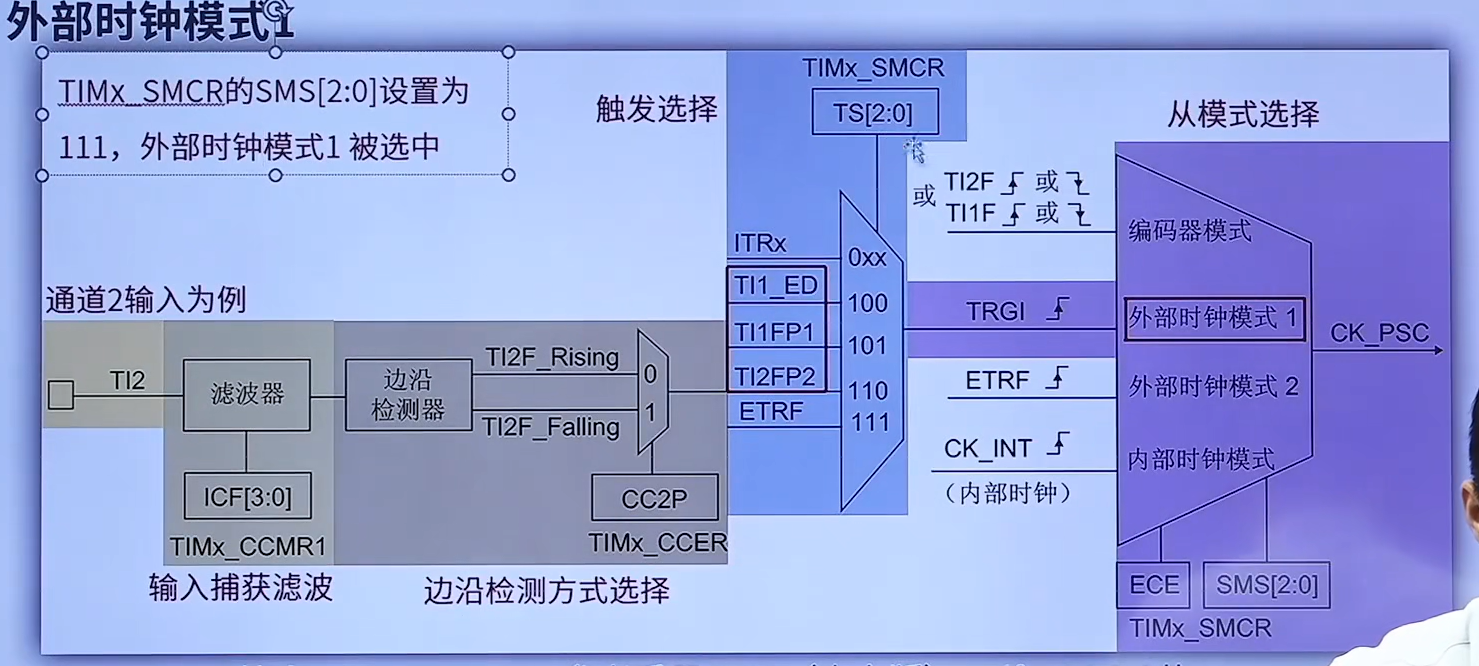 外部时钟模式1
TIMx_SMCR的SMS[2:0]设置为
111，外部时钟模式1 被选中
触发选择
TIMx_SMCR
TS[2:0]
从模式选择
或
TI2F 或
TI1F 或
编码器模式
ITRx
0xx
TI1_ED
100
TRGI
外部时钟模式 1
CK_PSC
通道2输入为例
TI1FP1
101
TI2
滤波器
边沿
检测器
TI2F_Rising
0
1
TI2F_Falling
TI2FP2
110
ETRF
111
ETRF
外部时钟模式 2
CK_INT
（内部时钟）
内部时钟模式
ICF[3:0]
TIMx_CCMR1
CC2P
TIMx_CCER
ECE
SMS[2:0]
TIMx_SMCR
输入捕获滤波
边沿检测方式选择